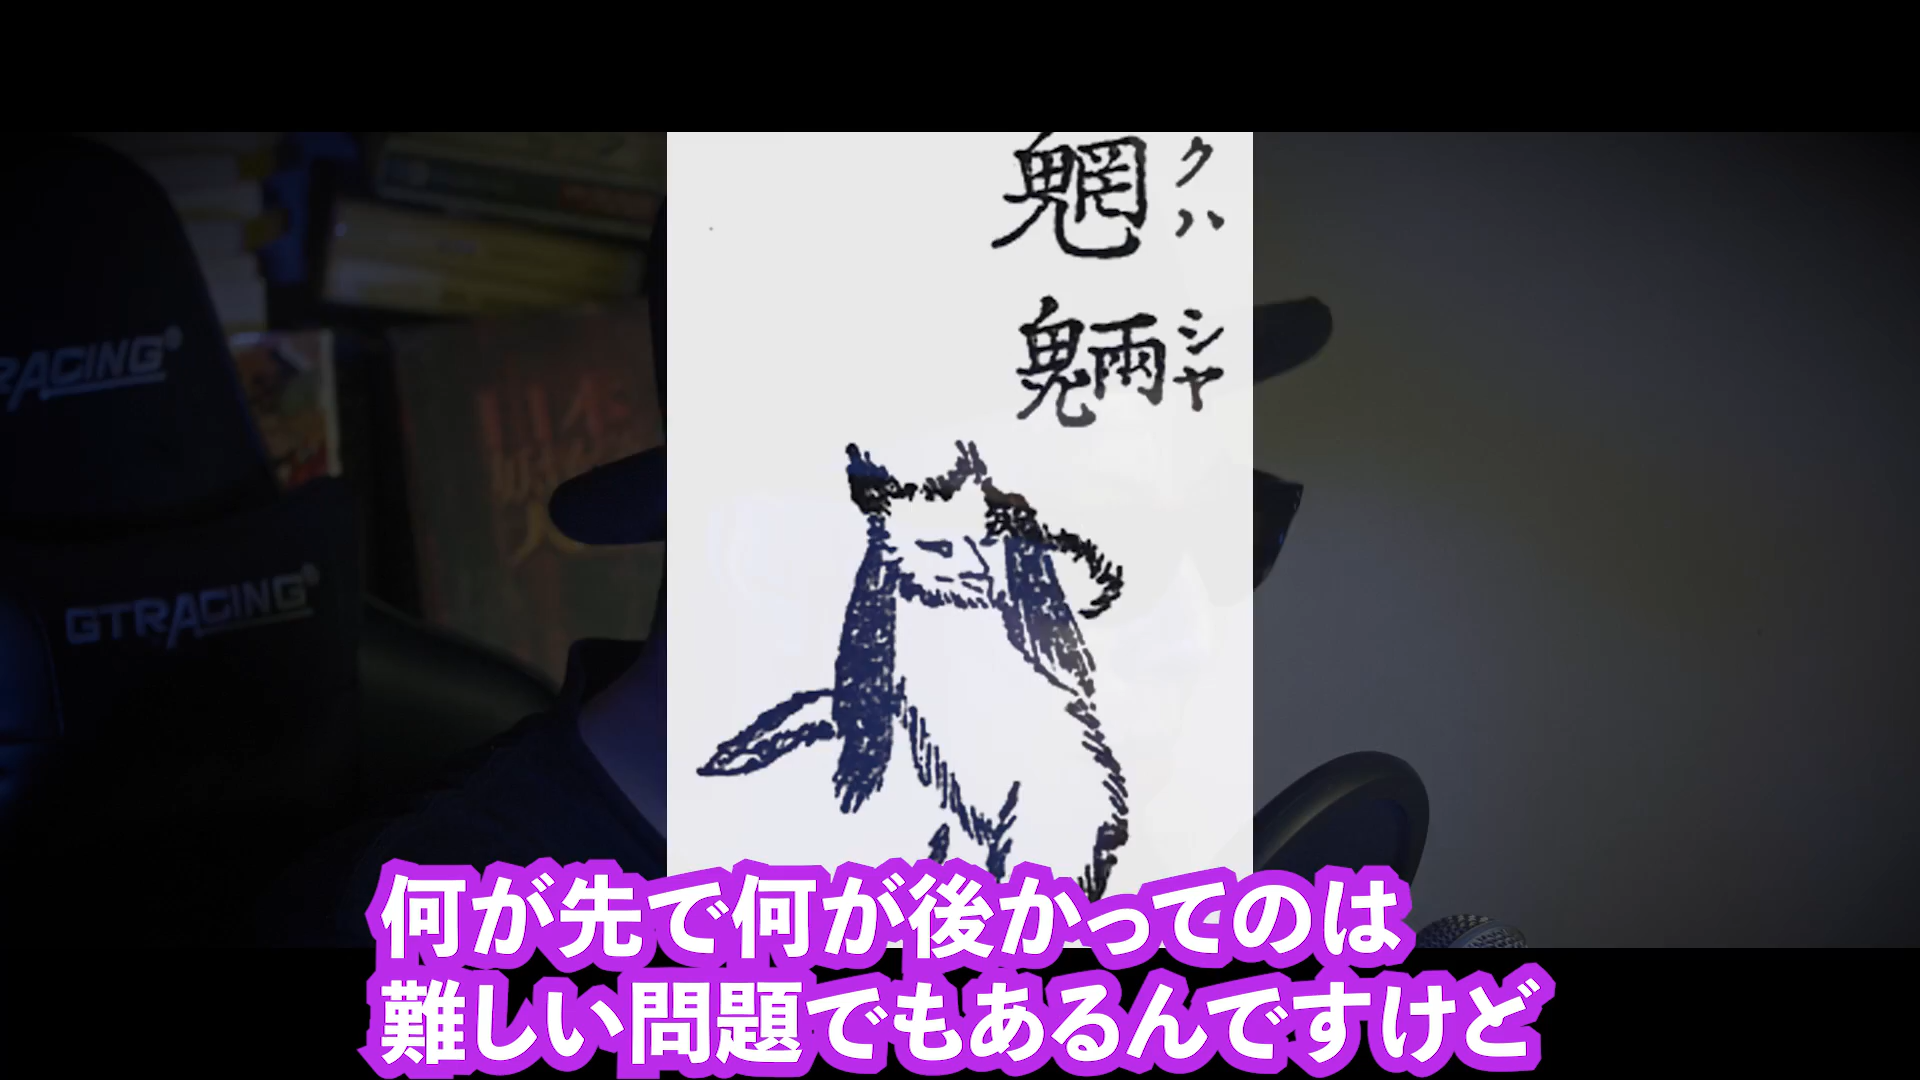 魍魎
クハシヤ
RACING
GTRACING
何が先で何が後かってのは
難しい問題でもあるんですけど